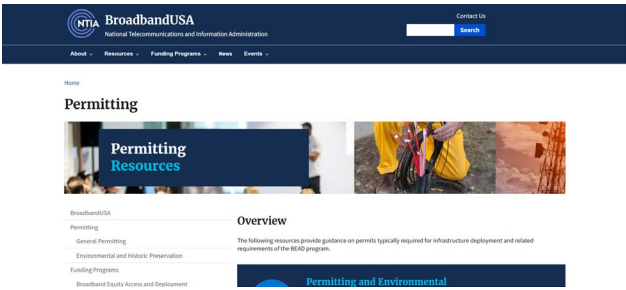 Contact Us
NTIA
BroadbandUSA
National Telecommunications and Information Administration
Search
About
Resources
Funding Programs
News
Events
Home
Permitting
Permitting
Resources
BroadbandUSA
Permitting
General Permitting
Environmental and Historic Preservation
Funding Programs
Broadband Equity Access and Deployment
Overview
The following resources provide guidance on permits typically required for infrastructure deployment and related
requirements of the BEAD program.
Permitting and Environmental